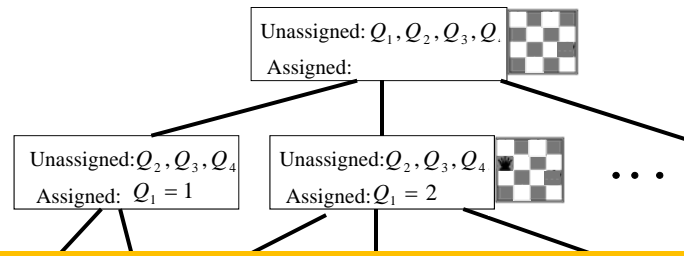 Unassigned: Q₁, Q₂, Q₃, Q
Assigned:
Unassigned: Q₂, Q₃, Q₄
Assigned: Q₁ = 1
Unassigned: Q₂, Q₃, Q₄
Assigned: Q₁ = 2
• • •